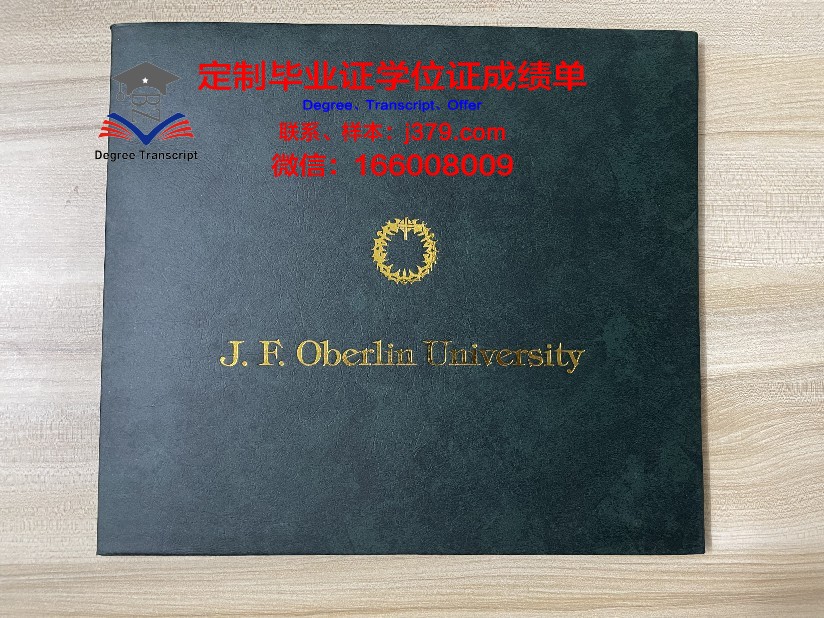 定制毕业证学位证成绩单
Degree、Transcript、Offer
联系、样本：j379.com
微信：166008009
Degree Transcript
J. F. Oberlin University